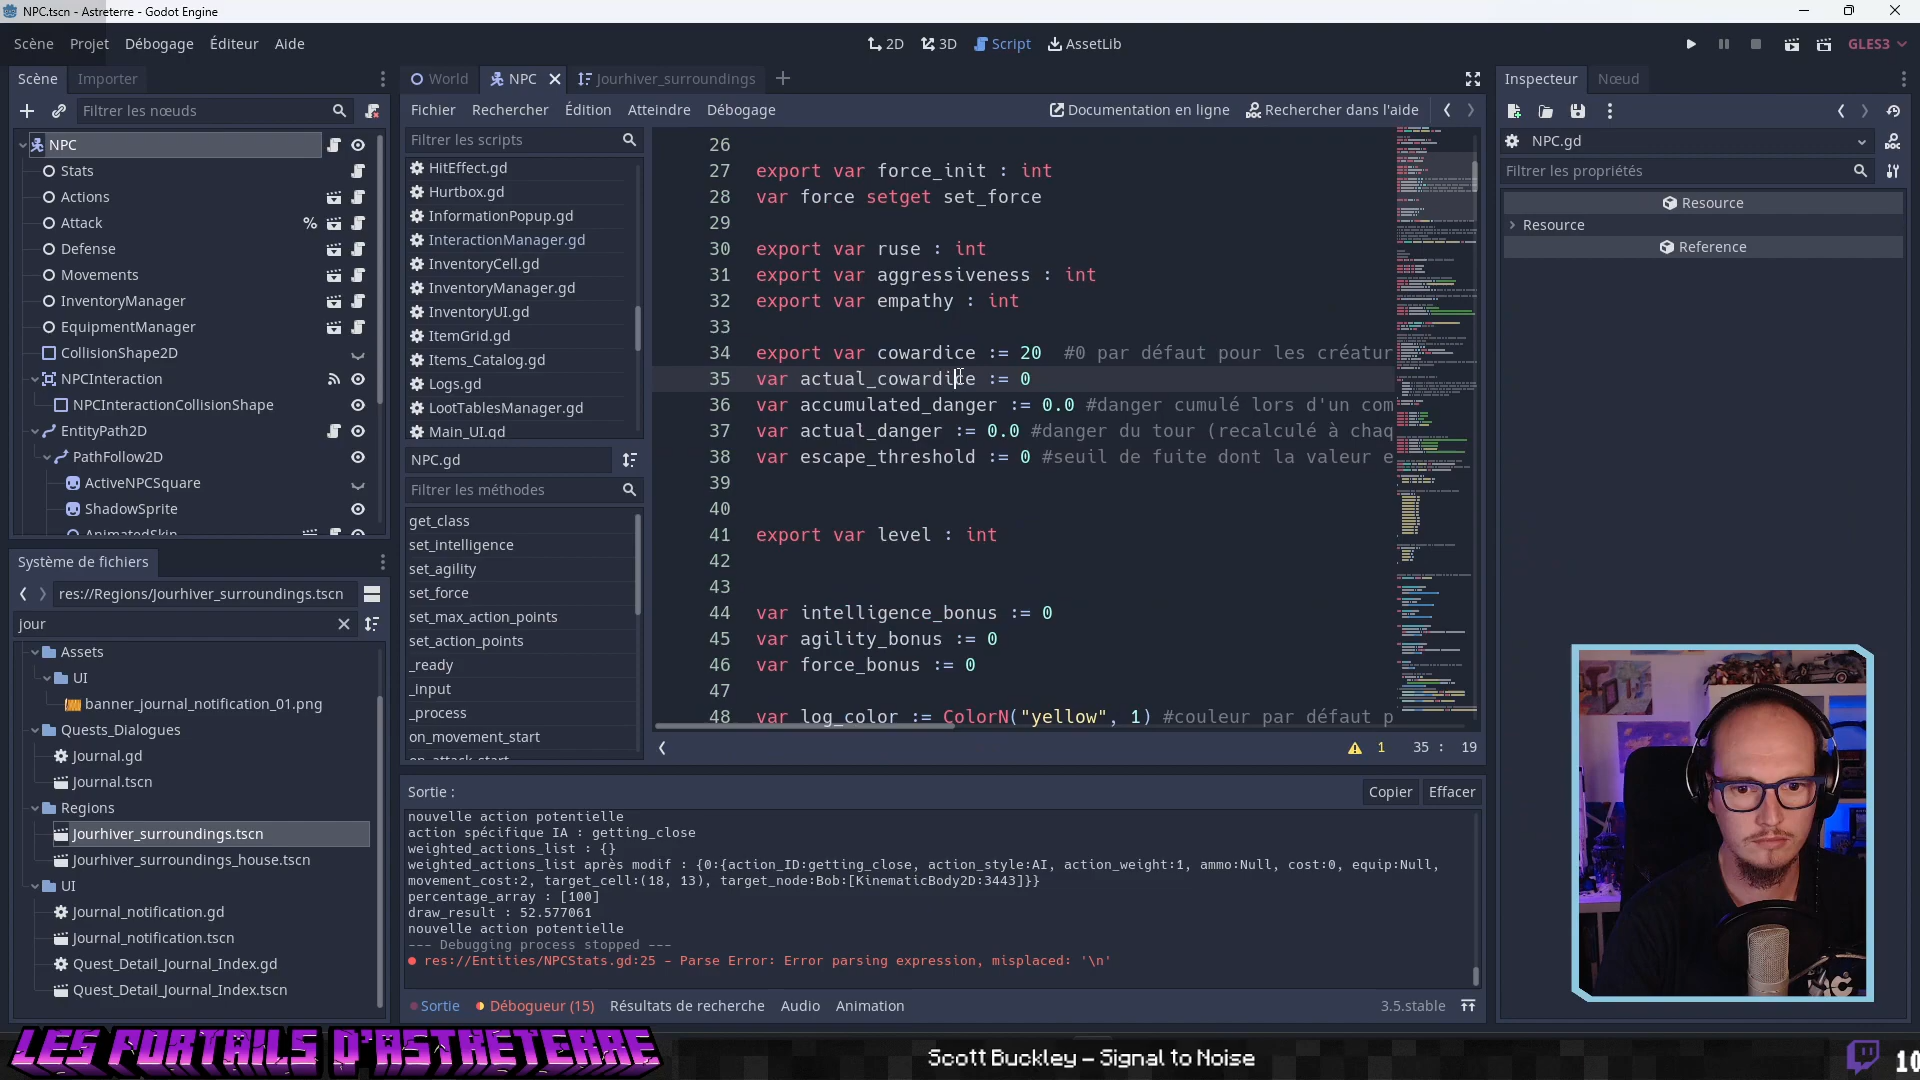 NPC.tscn - Astreterre - Godot Engine
Scène Projet Débogage Éditeur Aide
2D 3D Script AssetLib
GLES3
Scène Importer
Filtrer les nœuds
NPC
Stats
Actions
Attack %
Defense
Movements
InventoryManager
EquipmentManager
CollisionShape2D
NPCInteraction
NPCInteractionCollisionShape
EntityPath2D
PathFollow2D
ActiveNPCSquare
ShadowSprite
AnimatedSkin
Système de fichiers
res://Regions/Jourhiver_surroundings.tscn
jour
Assets
UI
banner_journal_notification_01.png
Quests_Dialogues
Journal.gd
Journal.tscn
Regions
Jourhiver_surroundings.tscn
Jourhiver_surroundings_house.tscn
UI
Journal_notification.gd
Journal_notification.tscn
Quest_Detail_Journal_Index.gd
Quest_Detail_Journal_Index.tscn
World NPC Jourhiver_surroundings
Fichier Rechercher Édition Atteindre Débogage
Documentation en ligne Rechercher dans l'aide
Filtrer les scripts
HitEffect.gd
Hurtbox.gd
InformationPopup.gd
InteractionManager.gd
InventoryCell.gd
InventoryManager.gd
InventoryUI.gd
ItemGrid.gd
Items_Catalog.gd
Logs.gd
LootTablesManager.gd
Main_UI.gd
NPC.gd
Filtrer les méthodes
get_class
set_intelligence
set_agility
set_force
set_max_action_points
set_action_points
_ready
_input
_process
on_movement_start
on_attack_start
26
27 export var force_init : int
28 var force setget set_force
29
30 export var ruse : int
31 export var aggressiveness : int
32 export var empathy : int
33
34 export var cowardice := 20 #0 par défaut pour les créatur
35 var actual_cowardice := 0
36 var accumulated_danger := 0.0 #danger cumulé lors d'un com
37 var actual_danger := 0.0 #danger du tour (recalculé à chaq
38 var escape_threshold := 0 #seuil de fuite dont la valeur e
39
40
41 export var level : int
42
43
44 var intelligence_bonus := 0
45 var agility_bonus := 0
46 var force_bonus := 0
47
48 var log_color := ColorN("yellow", 1) #couleur par défaut p
1 35 : 19
Sortie :
Copier Effacer
nouvelle action potentielle
action spécifique IA : getting_close
weighted_actions_list : {}
weighted_actions_list après modif : {0:{action_ID:getting_close, action_style:AI, action_weight:1, ammo:Null, cost:0, equip:Null,
movement_cost:2, target_cell:(18, 13), target_node:Bob:[KinematicBody2D:3443]}}
percentage_array : [100]
draw_result : 52.577061
nouvelle action potentielle
--- Debugging process stopped ---
res://Entities/NPCStats.gd:25 - Parse Error: Error parsing expression, misplaced: '\n'
Sortie Débogueur (15) Résultats de recherche Audio Animation
3.5.stable
Inspecteur Nœud
NPC.gd
Filtrer les propriétés
Resource
Resource
Reference
LES PORTAILS D'ASTRETERRE
Scott Buckley – Signal to Noise
10